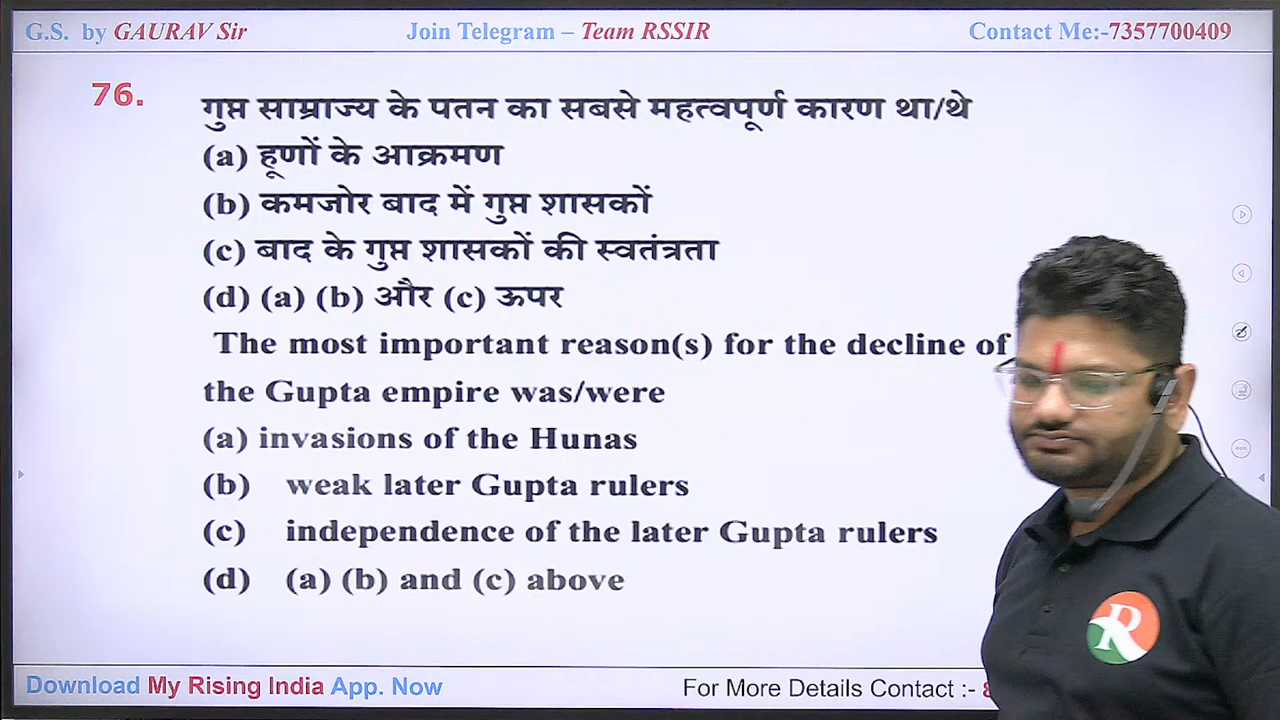 G.S. by GAURAV Sir
Join Telegram – Team RSSIR
Contact Me:-7357700409
76.
गुप्त साम्राज्य के पतन का सबसे महत्वपूर्ण कारण था/थे
(a) हूणों के आक्रमण
(b) कमजोर बाद में गुप्त शासकों
(c) बाद के गुप्त शासकों की स्वतंत्रता
(d) (a) (b) और (c) ऊपर
The most important reason(s) for the decline of
the Gupta empire was/were
(a) invasions of the Hunas
(b) weak later Gupta rulers
(c) independence of the later Gupta rulers
(d) (a) (b) and (c) above
R
Download My Rising India App. Now
For More Details Contact :-